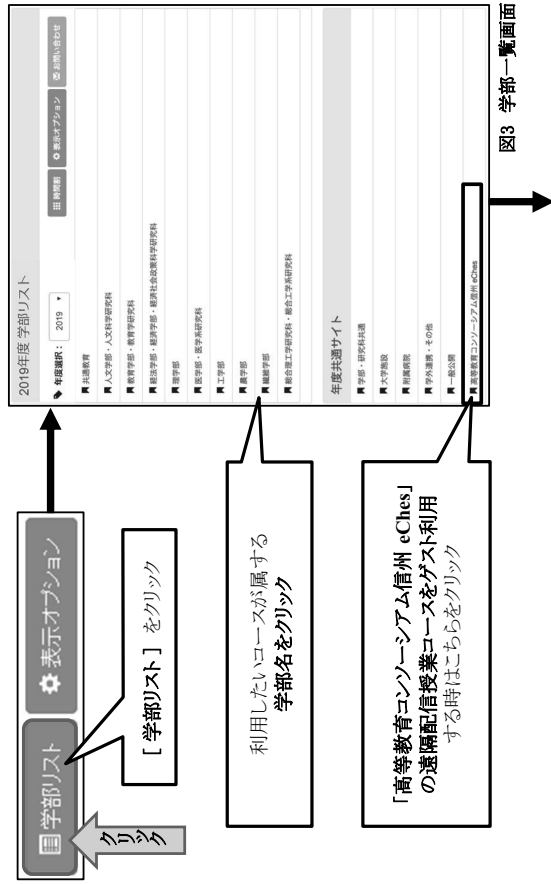 学部リスト
表示オプション
クリック
[ 学部リスト ] をクリック
利用したいコースが属する
学部名をクリック
「高等教育コンソーシアム信州 eChes」
の遠隔配信授業コースをゲスト利用
する時はこちらをクリック
2019年度 学部リスト
年度選択： 2019
時間割
表示オプション
お問い合わせ
共通教育
人文学部・人文科学研究科
教育学部・教育学研究科
経法学部・経済学部・経済社会政策科学研究科
理学部
医学部・医学系研究科
工学部
農学部
繊維学部
総合理工学研究科・総合工学系研究科
年度共通サイト
学部・研究科共通
大学施設
附属病院
学外連携・その他
一般公開
高等教育コンソーシアム信州 eChes
図3 学部一覧画面